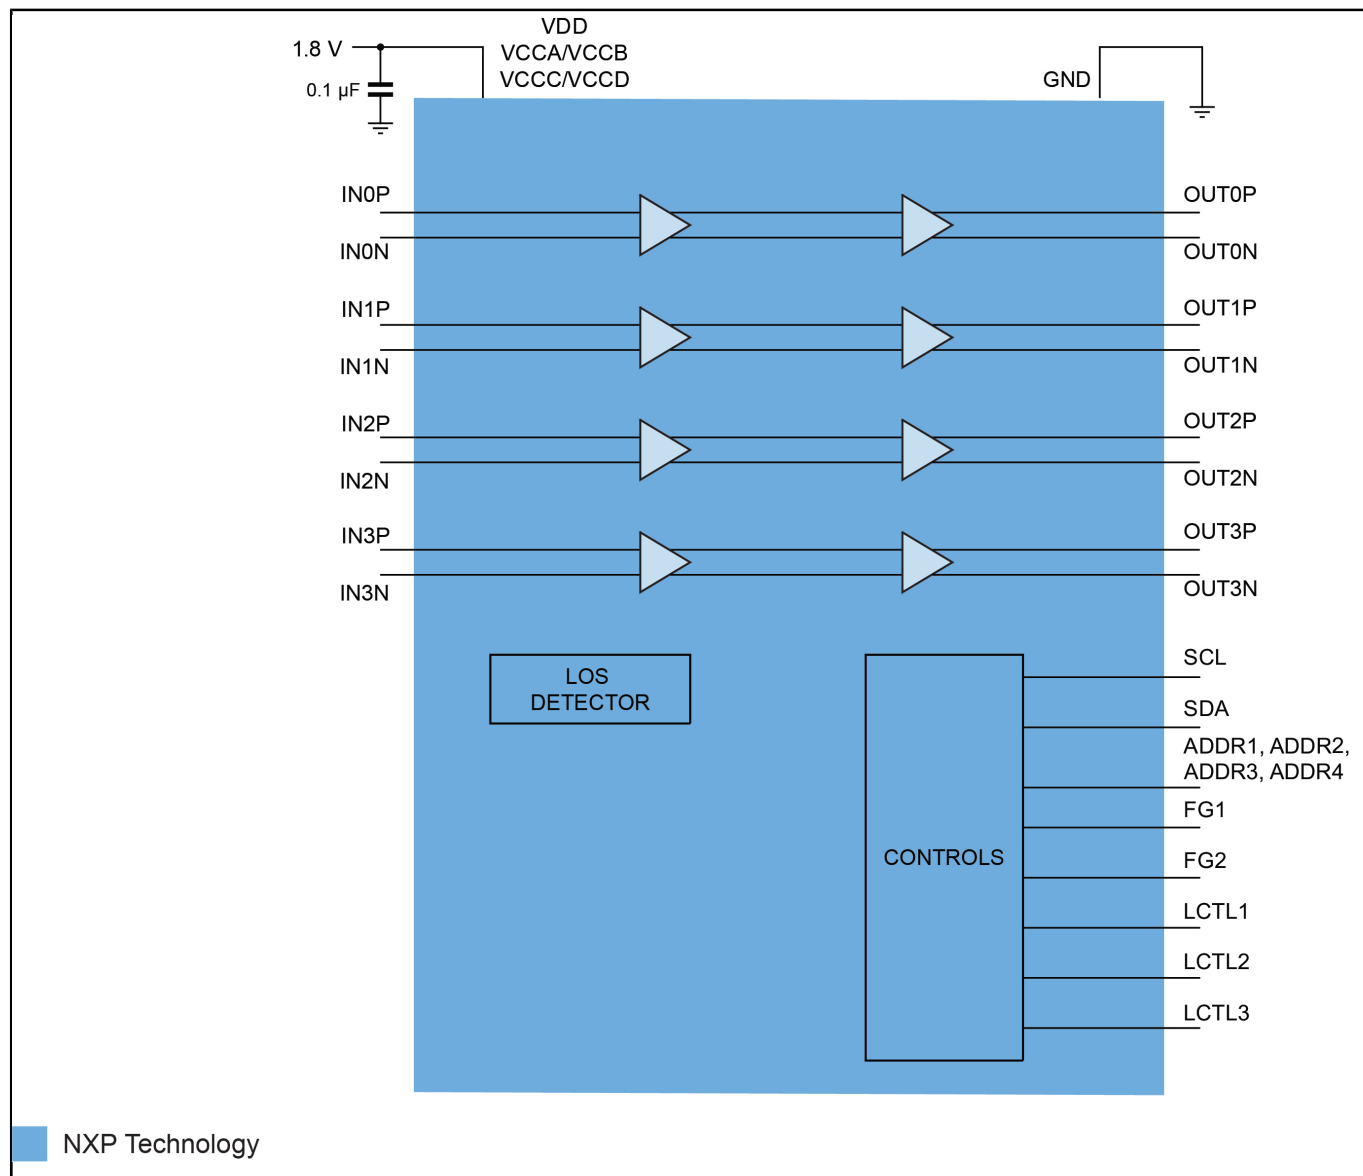 VDD
1.8 V
VCCA/VCCB
VCCC/VCCD
GND
0.1 µF
IN0P
OUT0P
IN0N
OUT0N
IN1P
OUT1P
IN1N
OUT1N
IN2P
OUT2P
IN2N
OUT2N
IN3P
OUT3P
IN3N
OUT3N
LOS
DETECTOR
SCL
SDA
ADDR1, ADDR2,
ADDR3, ADDR4
FG1
CONTROLS
FG2
LCTL1
LCTL2
LCTL3
NXP Technology